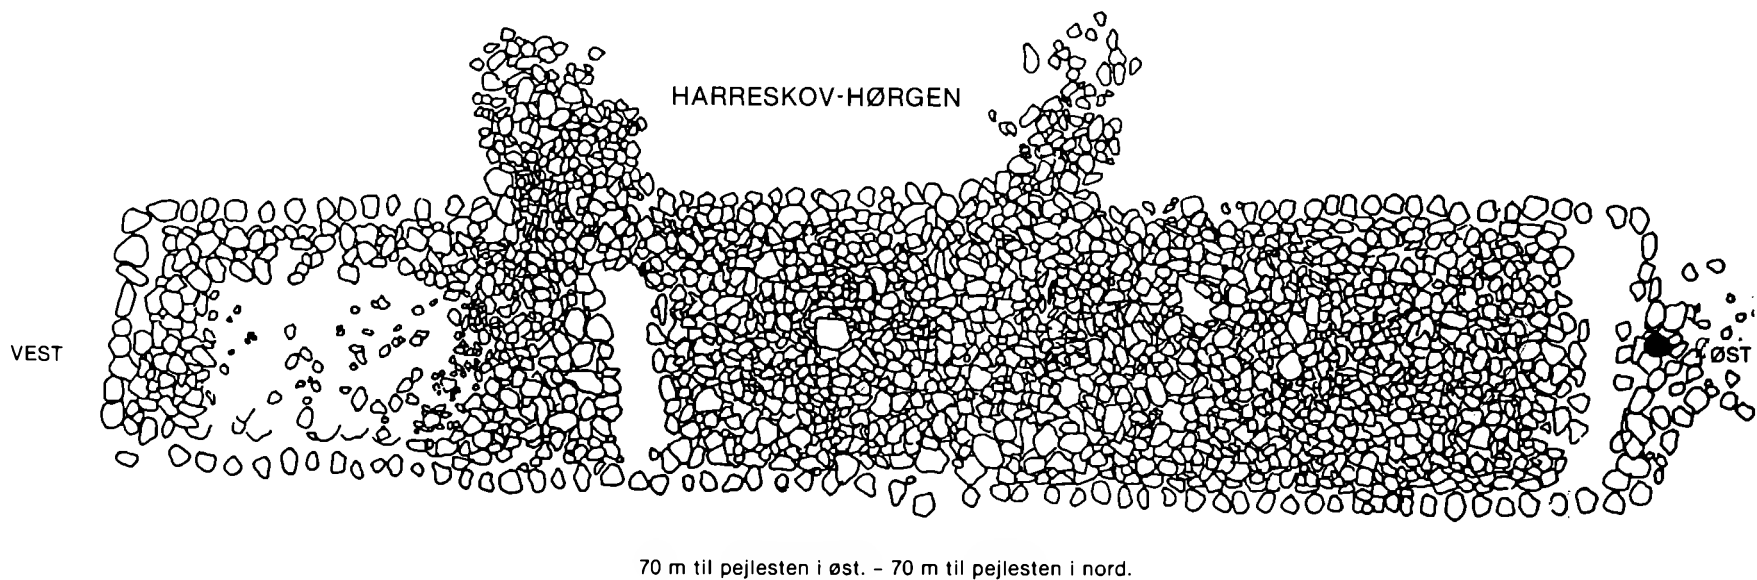 HARRESKOV-HØRGEN
VEST
ØST
70 m til pejlesten i øst. – 70 m til pejlesten i nord.